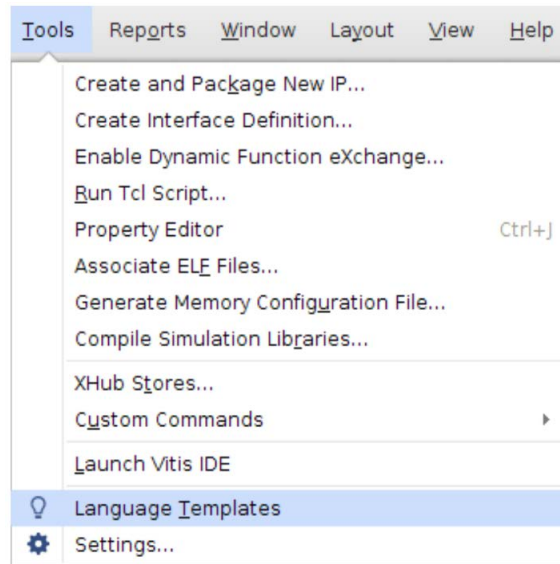 Tools Reports Window Layout View Help
Create and Package New IP...
Create Interface Definition...
Enable Dynamic Function eXchange...
Run Tcl Script...
Property Editor Ctrl+J
Associate ELF Files...
Generate Memory Configuration File...
Compile Simulation Libraries...
XHub Stores...
Custom Commands
Launch Vitis IDE
Language Templates
Settings...